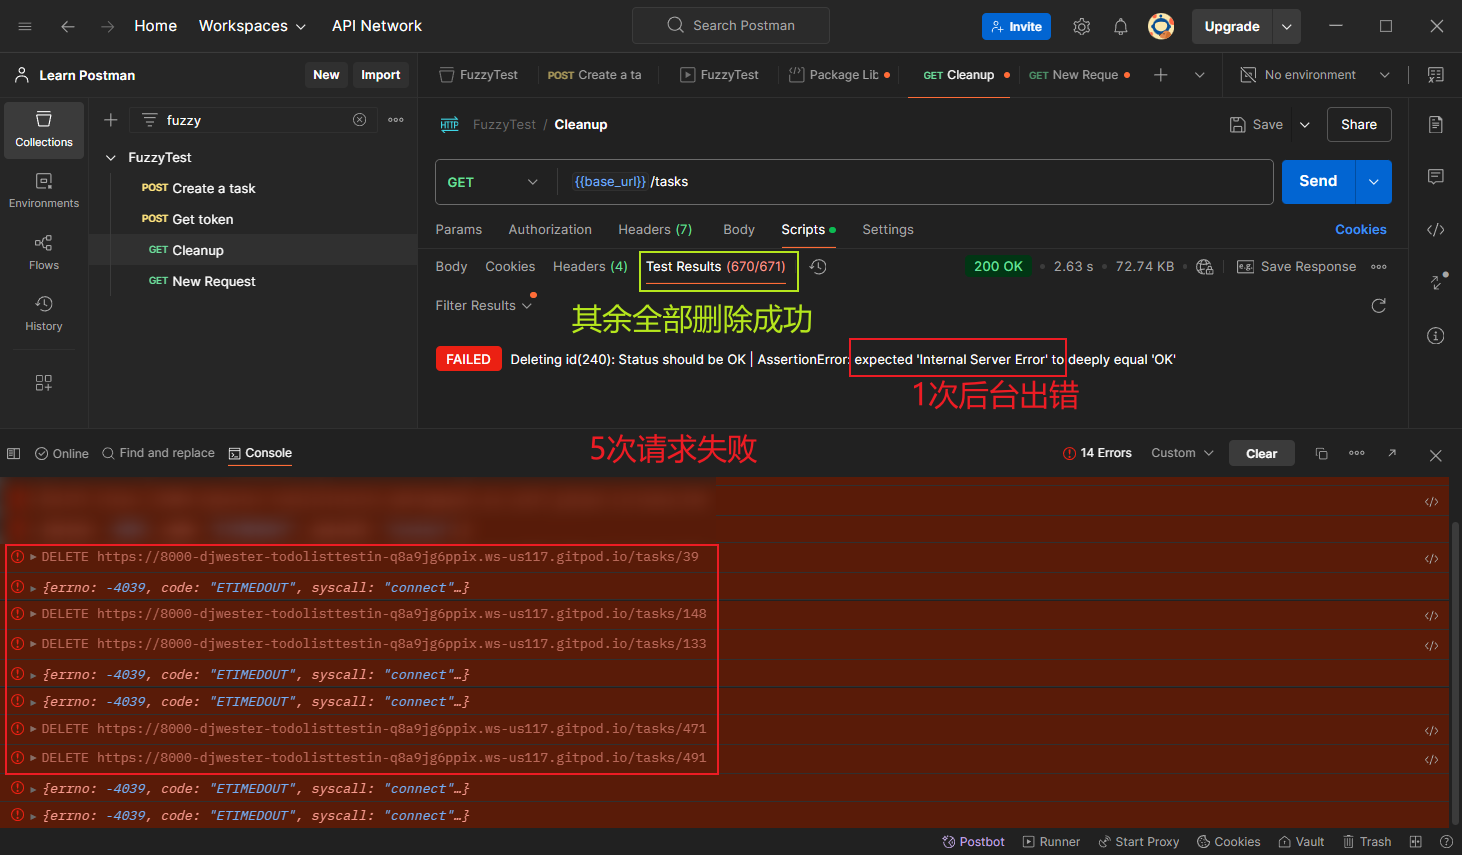 Home Workspaces API Network Search Postman Invite Upgrade
Learn Postman New Import FuzzyTest POST Create a ta FuzzyTest Package Lib GET Cleanup GET New Reque No environment
Collections
Environments
Flows
History
fuzzy
FuzzyTest
POST Create a task
POST Get token
GET Cleanup
GET New Request
HTTP FuzzyTest / Cleanup Save Share
GET {{base_url}} /tasks Send
Params Authorization Headers (7) Body Scripts Settings Cookies
Body Cookies Headers (4) Test Results (670/671) 200 OK 2.63 s 72.74 KB e.g. Save Response
Filter Results
其余全部删除成功
FAILED Deleting id(240): Status should be OK | AssertionError: expected 'Internal Server Error' to deeply equal 'OK'
1次后台出错
5次请求失败
Online Find and replace Console 14 Errors Custom Clear
DELETE https://8000-djwester-todolisttestin-q8a9jg6ppix.ws-us117.gitpod.io/tasks/39
{errno: -4039, code: "ETIMEDOUT", syscall: "connect"…}
DELETE https://8000-djwester-todolisttestin-q8a9jg6ppix.ws-us117.gitpod.io/tasks/148
DELETE https://8000-djwester-todolisttestin-q8a9jg6ppix.ws-us117.gitpod.io/tasks/133
{errno: -4039, code: "ETIMEDOUT", syscall: "connect"…}
{errno: -4039, code: "ETIMEDOUT", syscall: "connect"…}
DELETE https://8000-djwester-todolisttestin-q8a9jg6ppix.ws-us117.gitpod.io/tasks/471
DELETE https://8000-djwester-todolisttestin-q8a9jg6ppix.ws-us117.gitpod.io/tasks/491
{errno: -4039, code: "ETIMEDOUT", syscall: "connect"…}
{errno: -4039, code: "ETIMEDOUT", syscall: "connect"…}
Postbot Runner Start Proxy Cookies Vault Trash